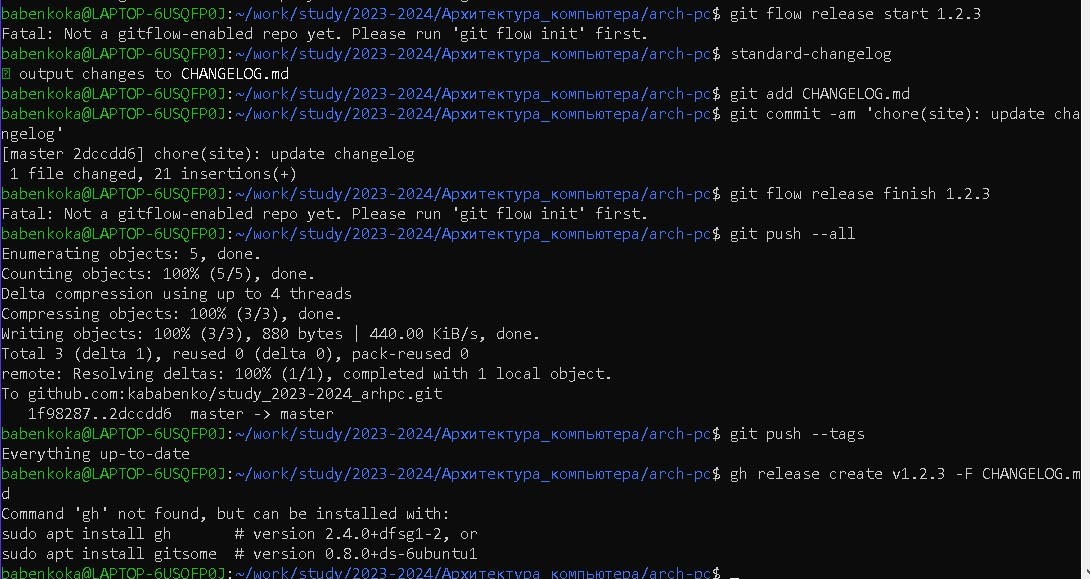 babenkoka@LAPTOP-6USQFP0J:~/work/study/2023-2024/Архитектура_компьютера/arch-pc$ git flow release start 1.2.3
Fatal: Not a gitflow-enabled repo yet. Please run 'git flow init' first.
babenkoka@LAPTOP-6USQFP0J:~/work/study/2023-2024/Архитектура_компьютера/arch-pc$ standard-changelog
output changes to CHANGELOG.md
babenkoka@LAPTOP-6USQFP0J:~/work/study/2023-2024/Архитектура_компьютера/arch-pc$ git add CHANGELOG.md
babenkoka@LAPTOP-6USQFP0J:~/work/study/2023-2024/Архитектура_компьютера/arch-pc$ git commit -am 'chore(site): update cha
ngelog'
[master 2dccdd6] chore(site): update changelog
 1 file changed, 21 insertions(+)
babenkoka@LAPTOP-6USQFP0J:~/work/study/2023-2024/Архитектура_компьютера/arch-pc$ git flow release finish 1.2.3
Fatal: Not a gitflow-enabled repo yet. Please run 'git flow init' first.
babenkoka@LAPTOP-6USQFP0J:~/work/study/2023-2024/Архитектура_компьютера/arch-pc$ git push --all
Enumerating objects: 5, done.
Counting objects: 100% (5/5), done.
Delta compression using up to 4 threads
Compressing objects: 100% (3/3), done.
Writing objects: 100% (3/3), 880 bytes | 440.00 KiB/s, done.
Total 3 (delta 1), reused 0 (delta 0), pack-reused 0
remote: Resolving deltas: 100% (1/1), completed with 1 local object.
To github.com:kababenko/study_2023-2024_arhpc.git
   1f98287..2dccdd6  master -> master
babenkoka@LAPTOP-6USQFP0J:~/work/study/2023-2024/Архитектура_компьютера/arch-pc$ git push --tags
Everything up-to-date
babenkoka@LAPTOP-6USQFP0J:~/work/study/2023-2024/Архитектура_компьютера/arch-pc$ gh release create v1.2.3 -F CHANGELOG.m
d
Command 'gh' not found, but can be installed with:
sudo apt install gh       # version 2.4.0+dfsg1-2, or
sudo apt install gitsome  # version 0.8.0+ds-6ubuntu1
babenkoka@LAPTOP-6USQFP0J:~/work/study/2023-2024/Архитектура_компьютера/arch-pc$ _